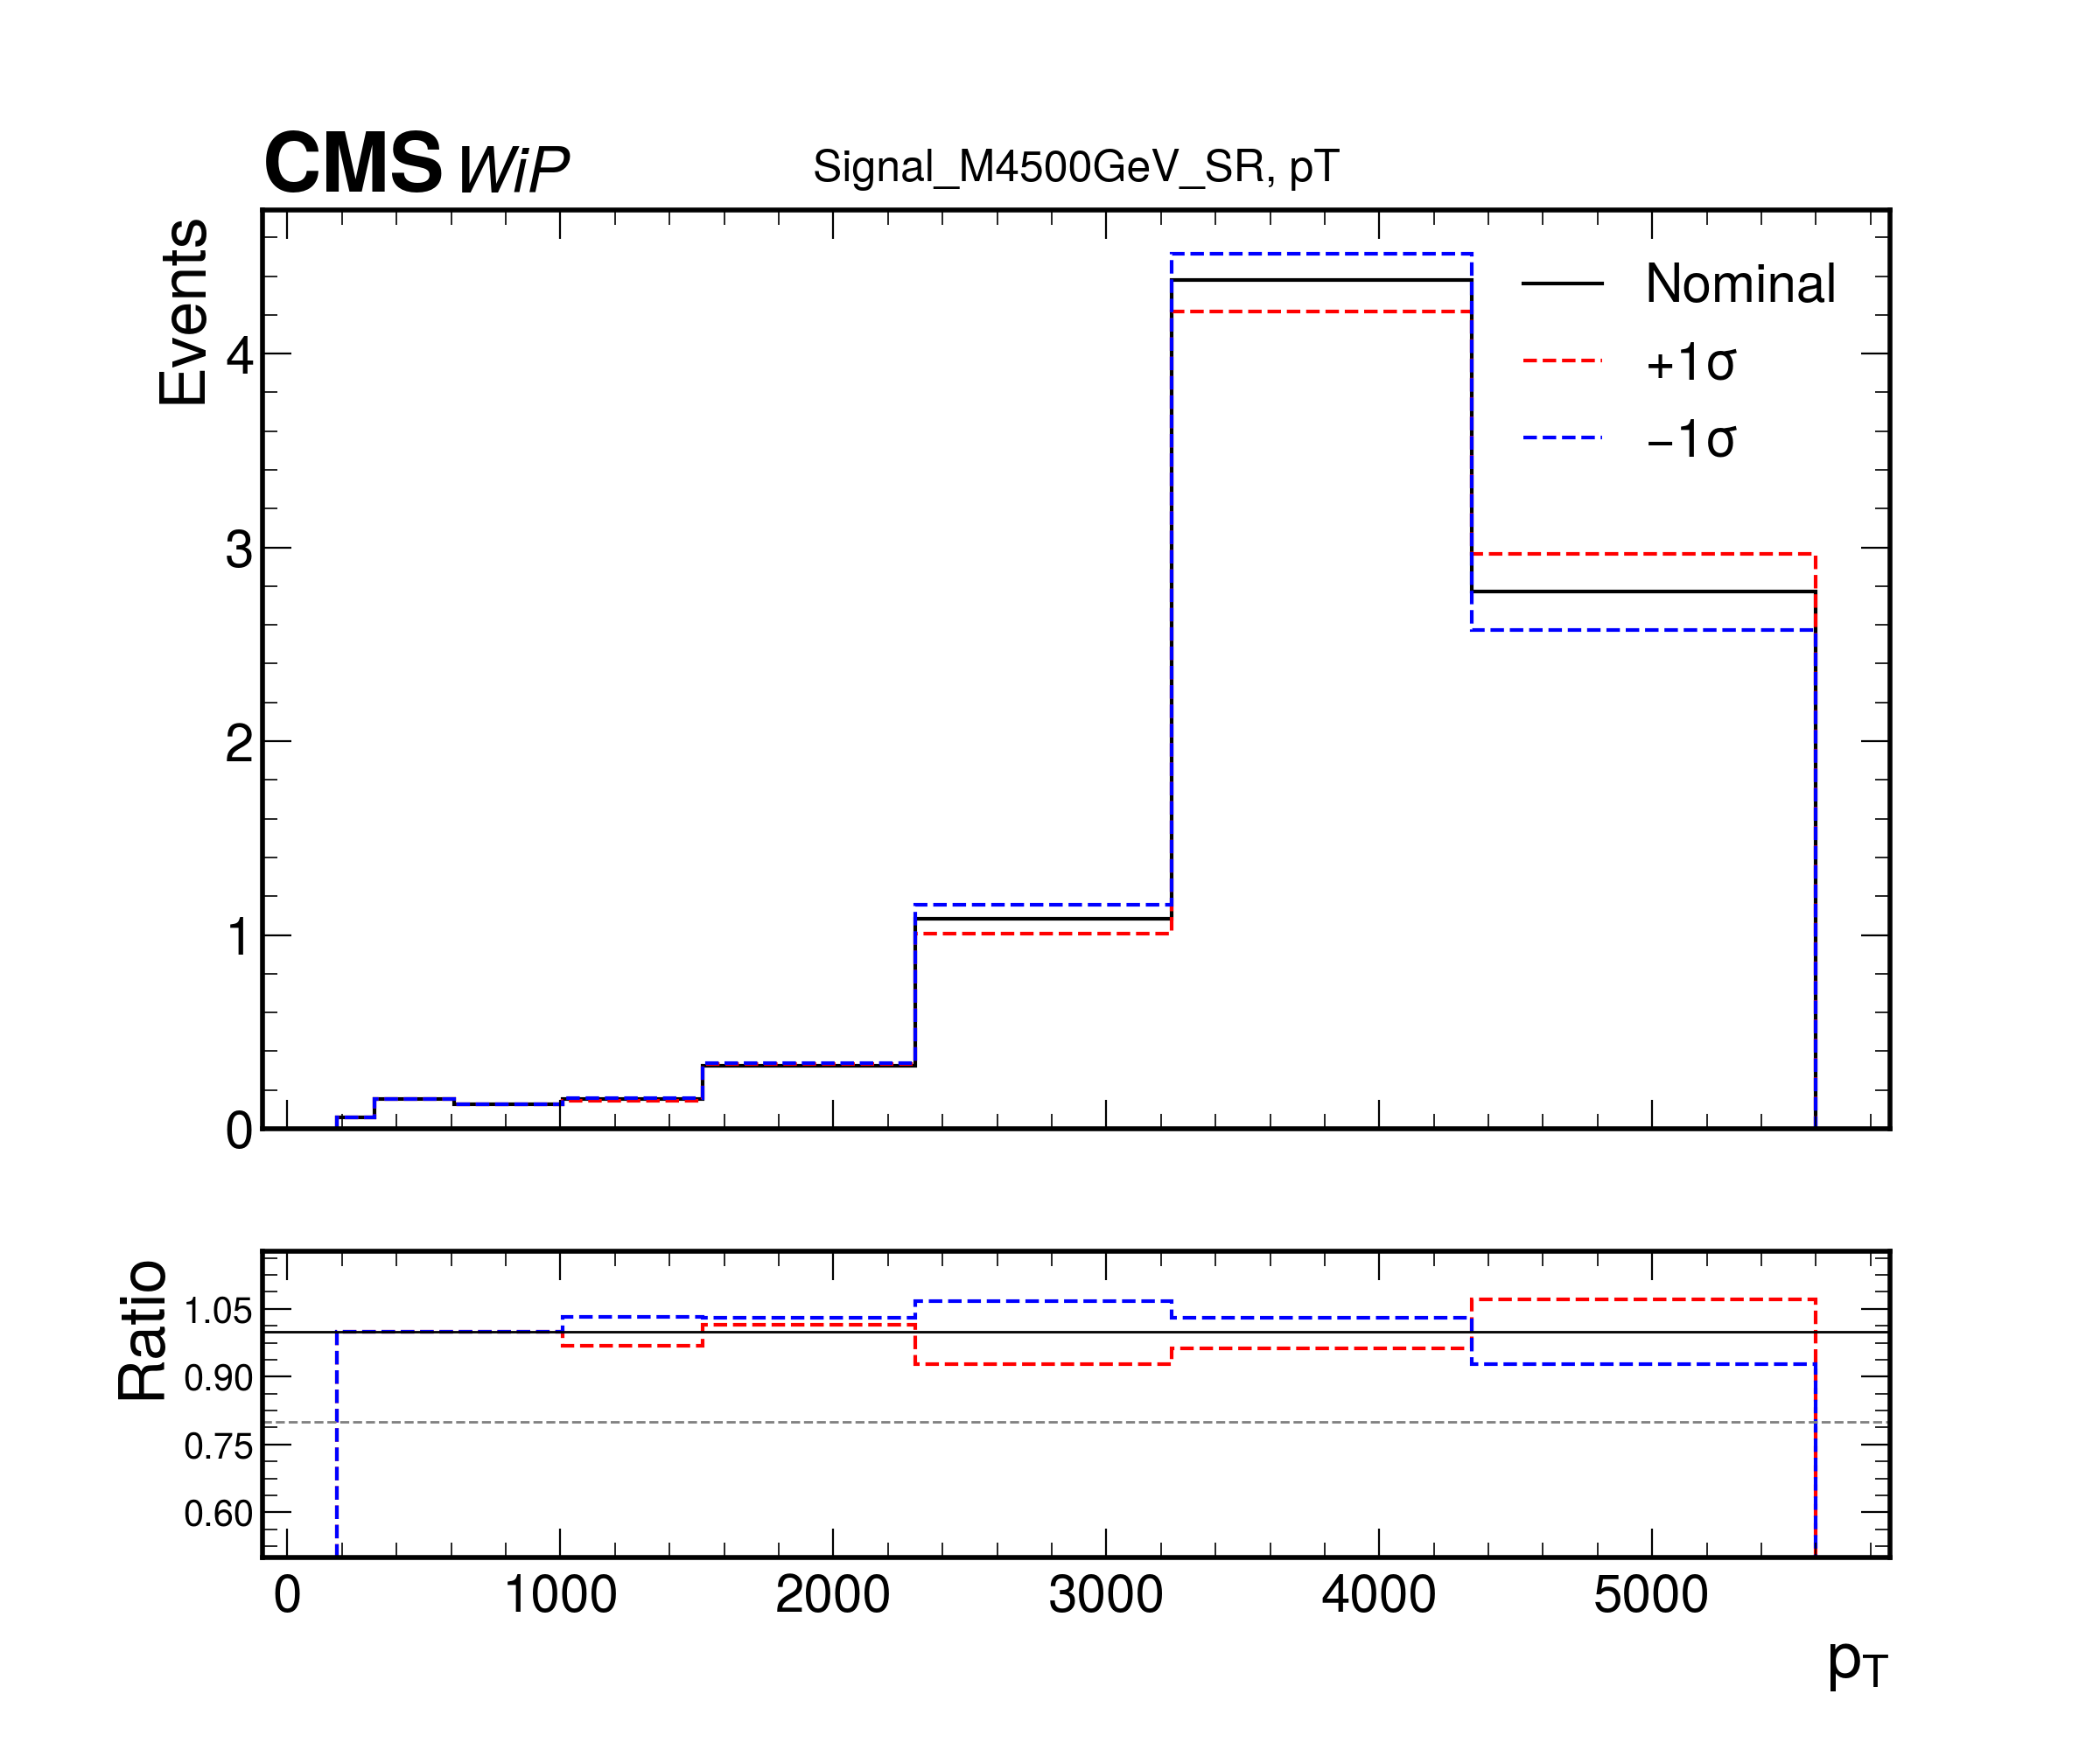 CMS WiP Signal_M4500GeV_SR, pT
Events
Nominal
+1σ
−1σ
4
3
2
1
0
Ratio
1.05
0.90
0.75
0.60
0 1000 2000 3000 4000 5000
pT